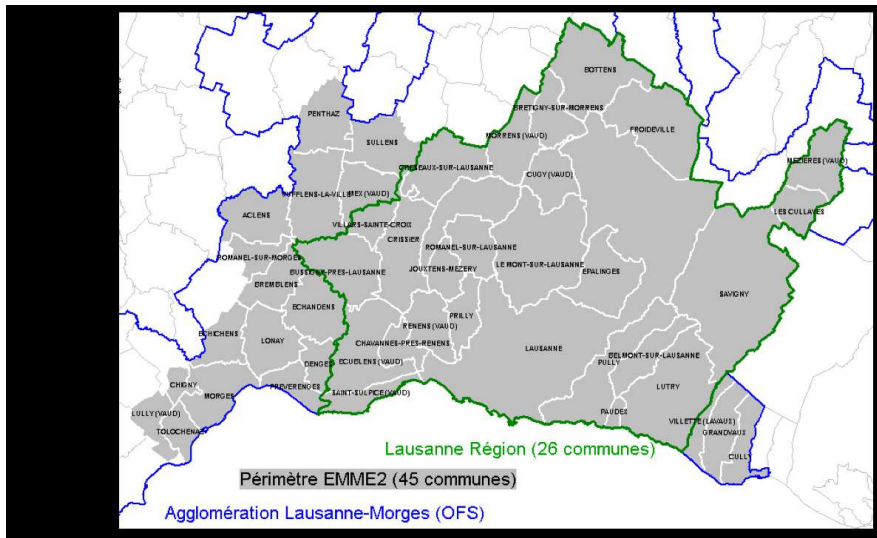 BOTTENS
BRETIGNY-SUR-MORRENS
PENTHAZ
FROIDEVILLE
MORRENS (VAUD)
SULLENS
MEZIERES (VAUD)
CHESEAUX-SUR-LAUSANNE
CUGY (VAUD)
VUFFLENS-LA-VILLE
MEX (VAUD)
ACLENS
LES CULLAYES
VILLARS-SAINTE-CROIX
CRISSIER
ROMANEL-SUR-LAUSANNE
ROMANEL-SUR-MORGES
LE MONT-SUR-LAUSANNE
JOUXTENS-MEZERY
BUSSIGNY-PRES-LAUSANNE
EPALINGES
BREMBLENS
SAVIGNY
ECHANDENS
PRILLY
RENENS (VAUD)
ECHICHENS
LONAY
CHAVANNES-PRES-RENENS
LAUSANNE
BELMONT-SUR-LAUSANNE
DENGES
ECUBLENS (VAUD)
PULLY
CHIGNY
PREVERENGES
LUTRY
SAINT-SULPICE (VAUD)
MORGES
LULLY (VAUD)
PAUDEX
VILLETTE (LAVAUX)
TOLOCHENAZ
GRANDVAUX
CULLY
Lausanne Région (26 communes)
Périmètre EMME2 (45 communes)
Agglomération Lausanne-Morges (OFS)